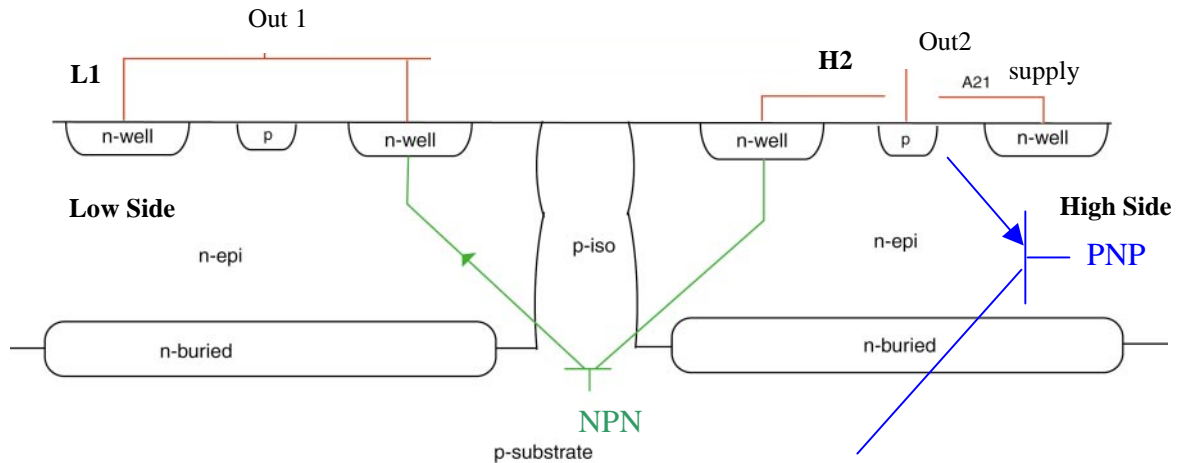 Out 1
Out2
L1
H2
A21
supply
n-well
p
n-well
n-well
p
n-well
Low Side
High Side
n-epi
p-iso
n-epi
PNP
n-buried
n-buried
NPN
p-substrate